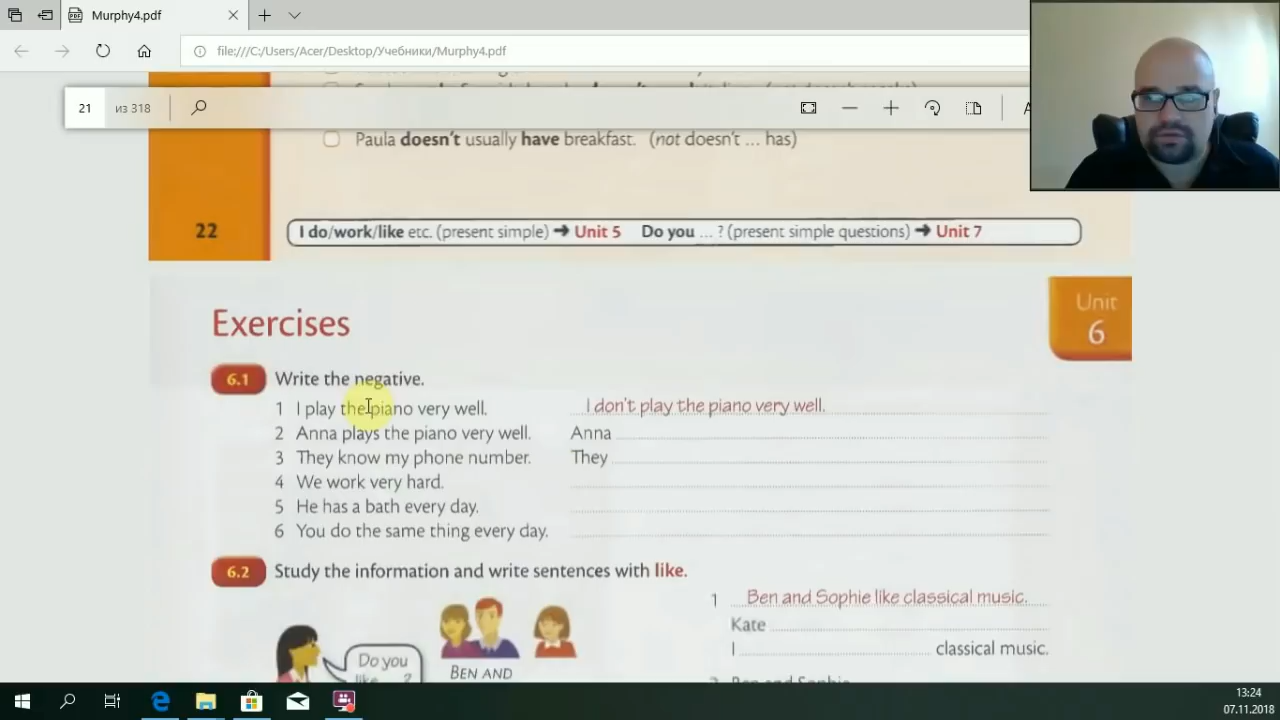 Murphy4.pdf
file:///C:/Users/Acer/Desktop/Учебники/Murphy4.pdf
21 из 318
Paula doesn't usually have breakfast. (not doesn't ... has)
22
I do/work/like etc. (present simple) ➔ Unit 5 Do you ... ? (present simple questions) ➔ Unit 7
Exercises
Unit
6
6.1 Write the negative.
1 I play the piano very well. I don't play the piano very well.
2 Anna plays the piano very well. Anna
3 They know my phone number. They
4 We work very hard.
5 He has a bath every day.
6 You do the same thing every day.
6.2 Study the information and write sentences with like.
1 Ben and Sophie like classical music.
Kate
I classical music.
Do you
like ... ?
BEN AND
13:24
07.11.2018